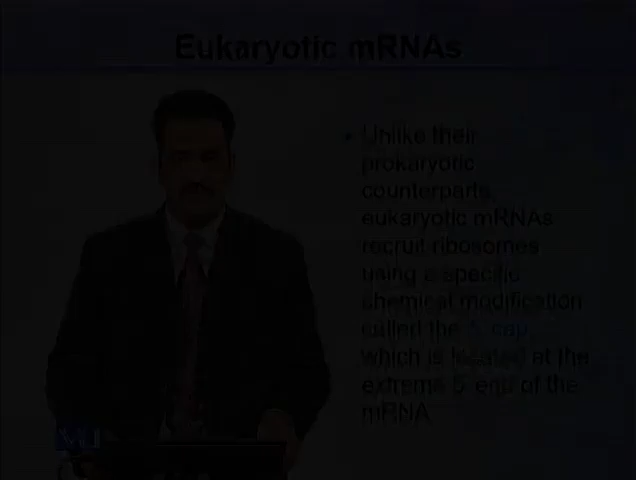 Eukaryotic mRNAs
• Unlike their
prokaryotic
counterparts,
eukaryotic mRNAs
recruit ribosomes
using a specific
chemical modification
called the 5' cap,
which is located at the
extreme 5' end of the
mRNA
VU